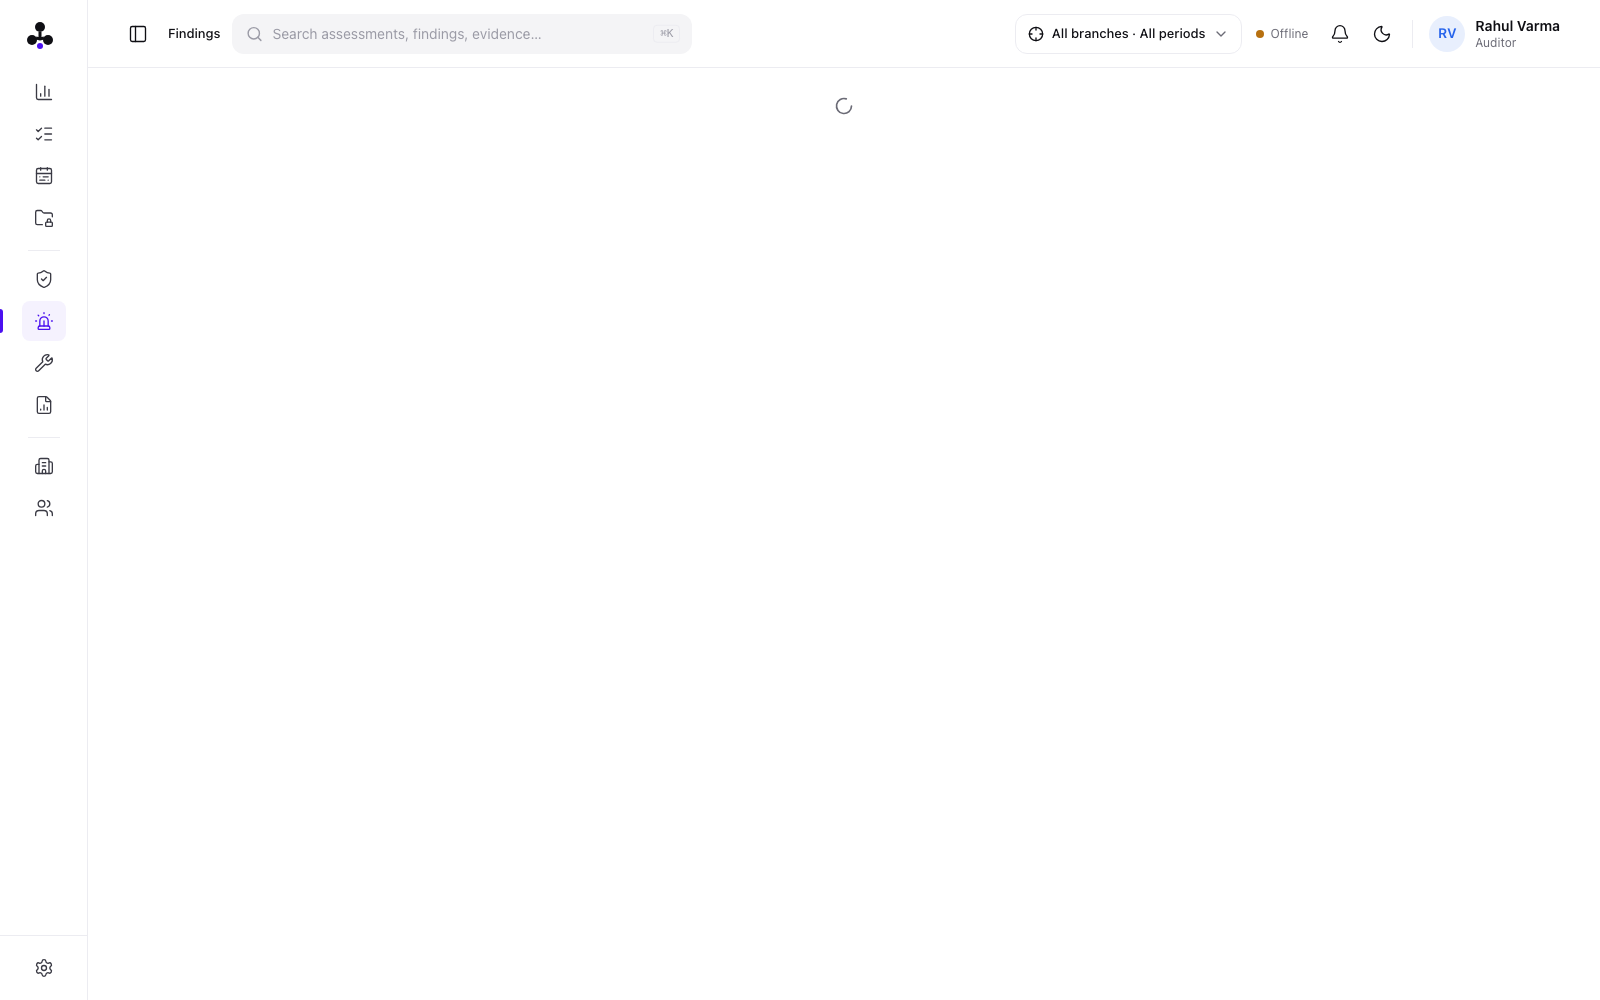 Findings
Search assessments, findings, evidence...
⌘K
All branches · All periods
Offline
RV
Rahul Varma
Auditor